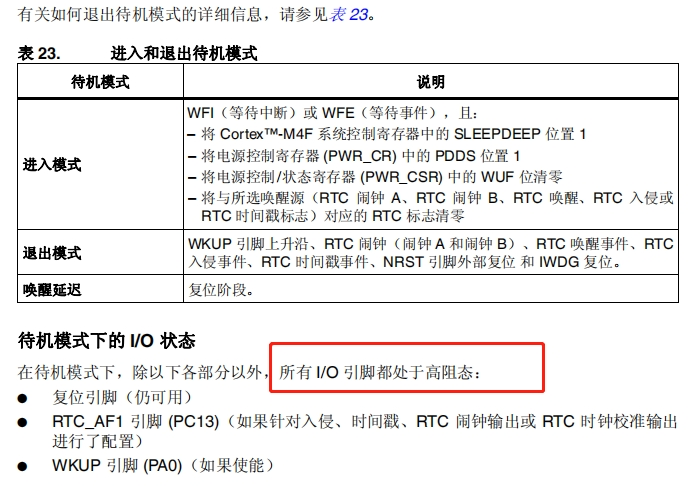 有关如何退出待机模式的详细信息，请参见表 23。
表 23. 进入和退出待机模式
待机模式 说明
进入模式
WFI（等待中断）或 WFE（等待事件），且：
– 将 Cortex™-M4F 系统控制寄存器中的 SLEEPDEEP 位置 1
– 将电源控制寄存器 (PWR_CR) 中的 PDDS 位置 1
– 将电源控制/状态寄存器 (PWR_CSR) 中的 WUF 位清零
– 将与所选唤醒源（RTC 闹钟 A、RTC 闹钟 B、RTC 唤醒、RTC 入侵或
RTC 时间戳标志）对应的 RTC 标志清零
退出模式
WKUP 引脚上升沿、RTC 闹钟（闹钟 A 和闹钟 B）、RTC 唤醒事件、RTC
入侵事件、RTC 时间戳事件、NRST 引脚外部复位 和 IWDG 复位。
唤醒延迟 复位阶段。
待机模式下的 I/O 状态
在待机模式下，除以下各部分以外，所有 I/O 引脚都处于高阻态：
● 复位引脚（仍可用）
● RTC_AF1 引脚 (PC13)（如果针对入侵、时间戳、RTC 闹钟输出或 RTC 时钟校准输出
进行了配置）
● WKUP 引脚 (PA0)（如果使能）